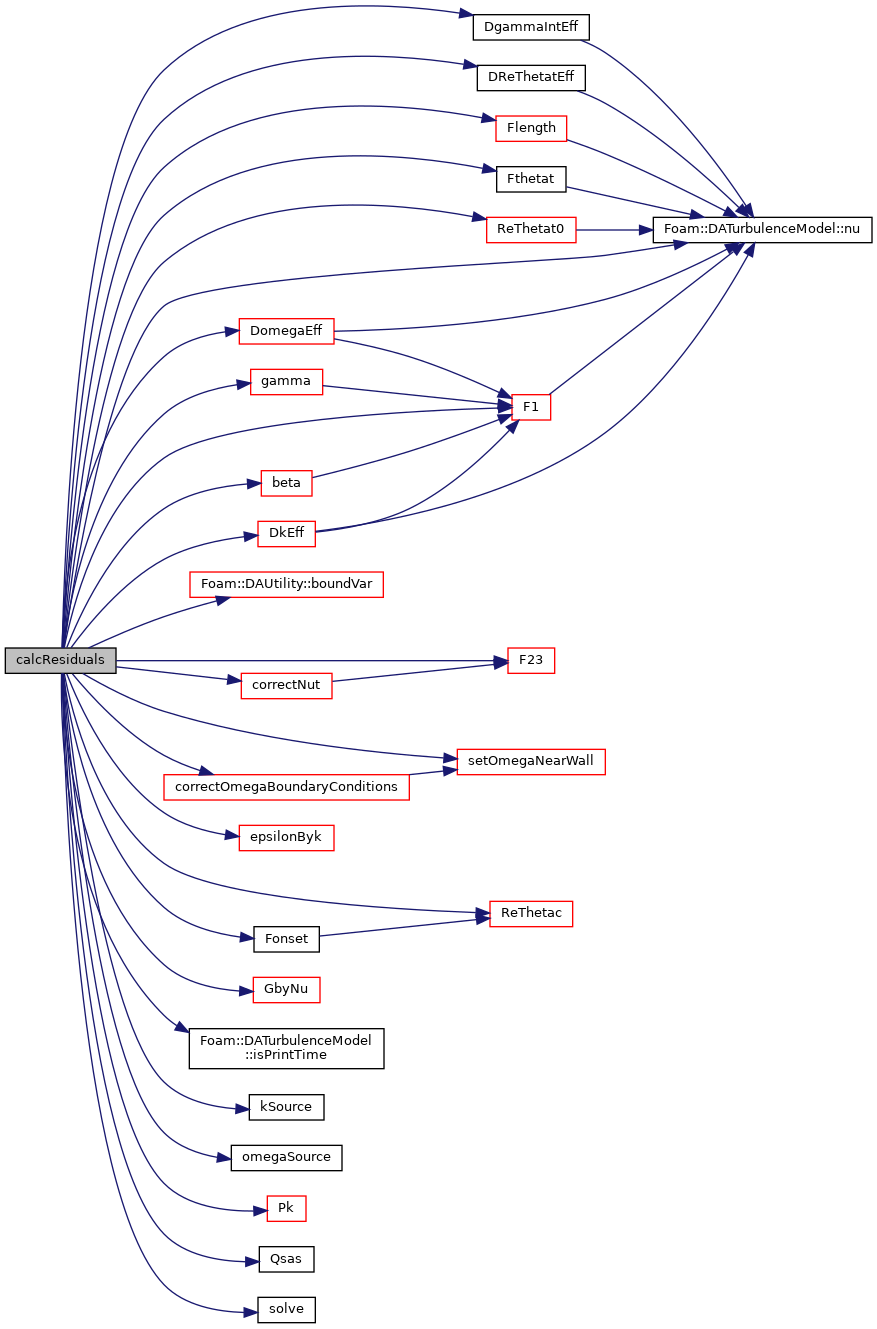 DgammaIntEff
DReThetatEff
Flength
Fthetat
ReThetat0
Foam::DATurbulenceModel::nu
DomegaEff
gamma
F1
beta
DkEff
Foam::DAUtility::boundVar
calcResiduals
F23
correctNut
setOmegaNearWall
correctOmegaBoundaryConditions
epsilonByk
ReThetac
Fonset
GbyNu
Foam::DATurbulenceModel
::isPrintTime
kSource
omegaSource
Pk
Qsas
solve